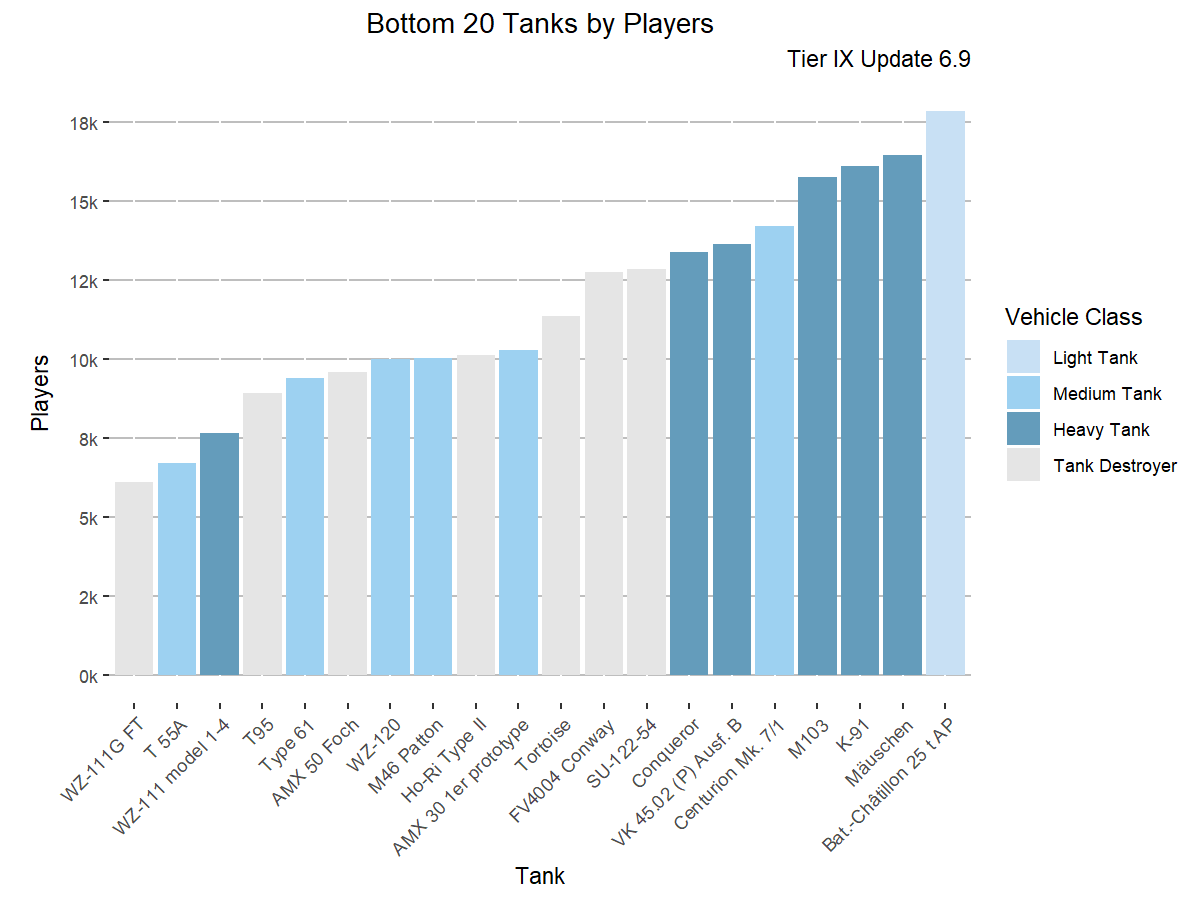 Bottom 20 Tanks by Players
Tier IX Update 6.9
Players
18k
15k
12k
10k
8k
5k
2k
0k
WZ-111G FT
T 55A
WZ-111 model 1-4
T95
Type 61
AMX 50 Foch
WZ-120
M46 Patton
Ho-Ri Type II
AMX 30 1er prototype
Tortoise
FV4004 Conway
SU-122-54
Conqueror
VK 45.02 (P) Ausf. B
Centurion Mk. 7/1
M103
K-91
Mäuschen
Bat.-Châtillon 25 t AP
Tank
Vehicle Class
Light Tank
Medium Tank
Heavy Tank
Tank Destroyer